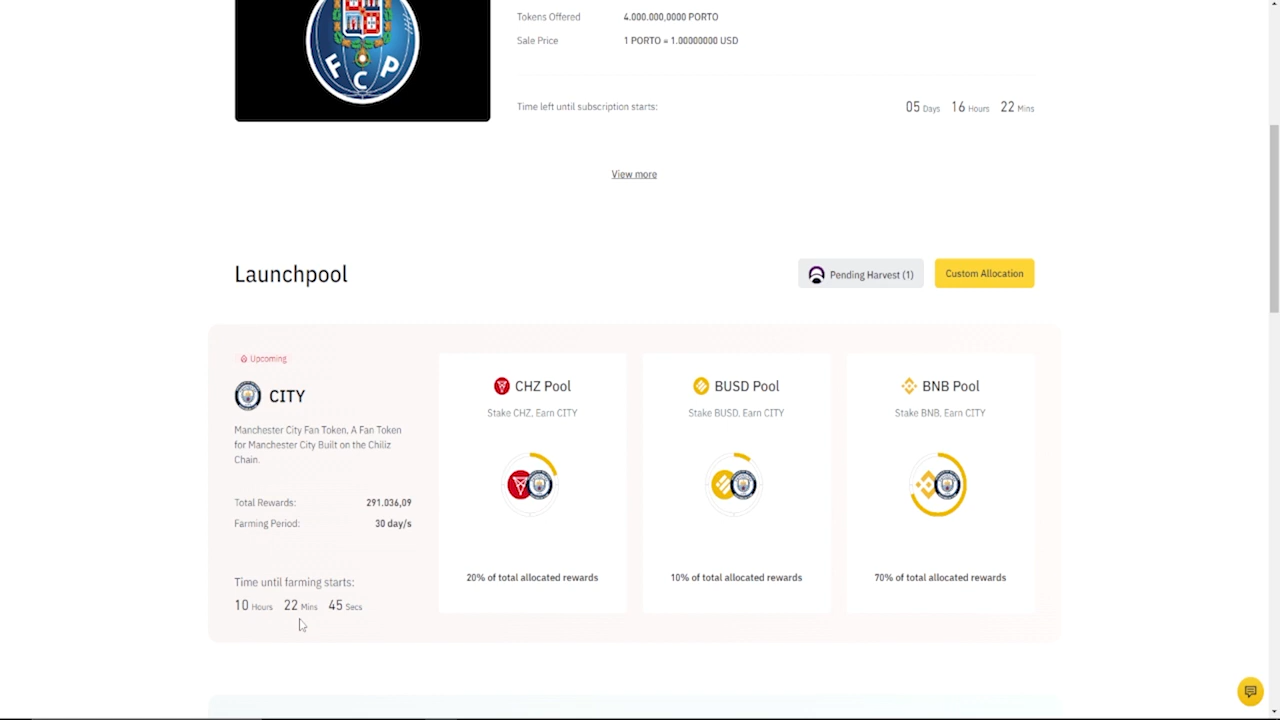 FCP
Tokens Offered 4.000.000,0000 PORTO
Sale Price 1 PORTO = 1.00000000 USD
Time left until subscription starts: 05 Days 16 Hours 22 Mins
View more
Launchpool
Pending Harvest (1)
Custom Allocation
Upcoming
CITY
Manchester City Fan Token, A Fan Token
for Manchester City Built on the Chiliz
Chain.
Total Rewards: 291.036,09
Farming Period: 30 day/s
Time until farming starts:
10 Hours 22 Mins 45 Secs
CHZ Pool
Stake CHZ, Earn CITY
20% of total allocated rewards
BUSD Pool
Stake BUSD, Earn CITY
10% of total allocated rewards
BNB Pool
Stake BNB, Earn CITY
70% of total allocated rewards